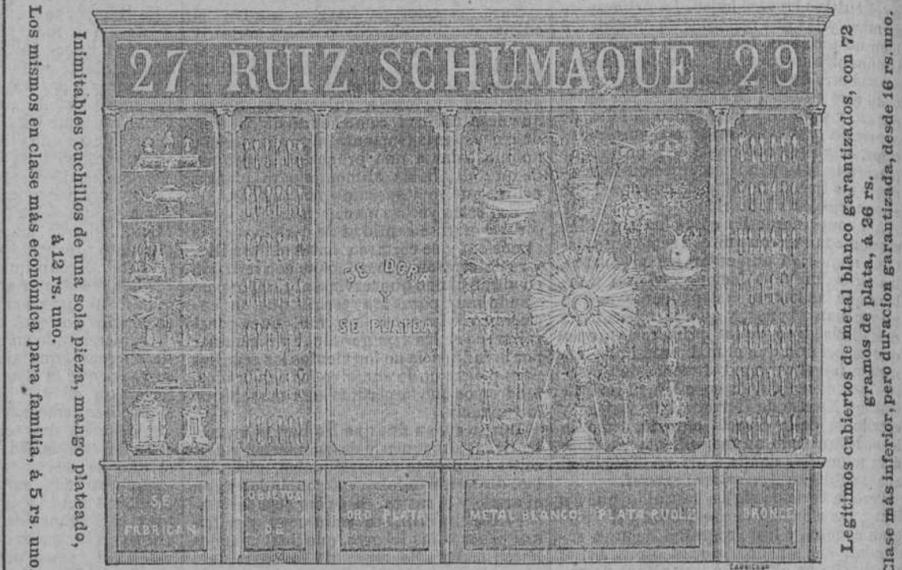 27 RUIZ SCHÚMAQUE 29
SE DORA
Y
SE PLATEA
SE
FABRICAN
OBJETOS
DE
ORO PLATA
METAL BLANCO, PLATA RUOLZ
BRONCE
Inimitables cuchillos de una sola pieza, mango plateado,
á 12 rs. uno.
Los mismos en clase más económica para familia, á 5 rs. uno
Legítimos cubiertos de metal blanco garantizados, con 72
gramos de plata, á 26 rs.
Clase más inferior, pero duracion garantizada, desde 16 rs. uno.